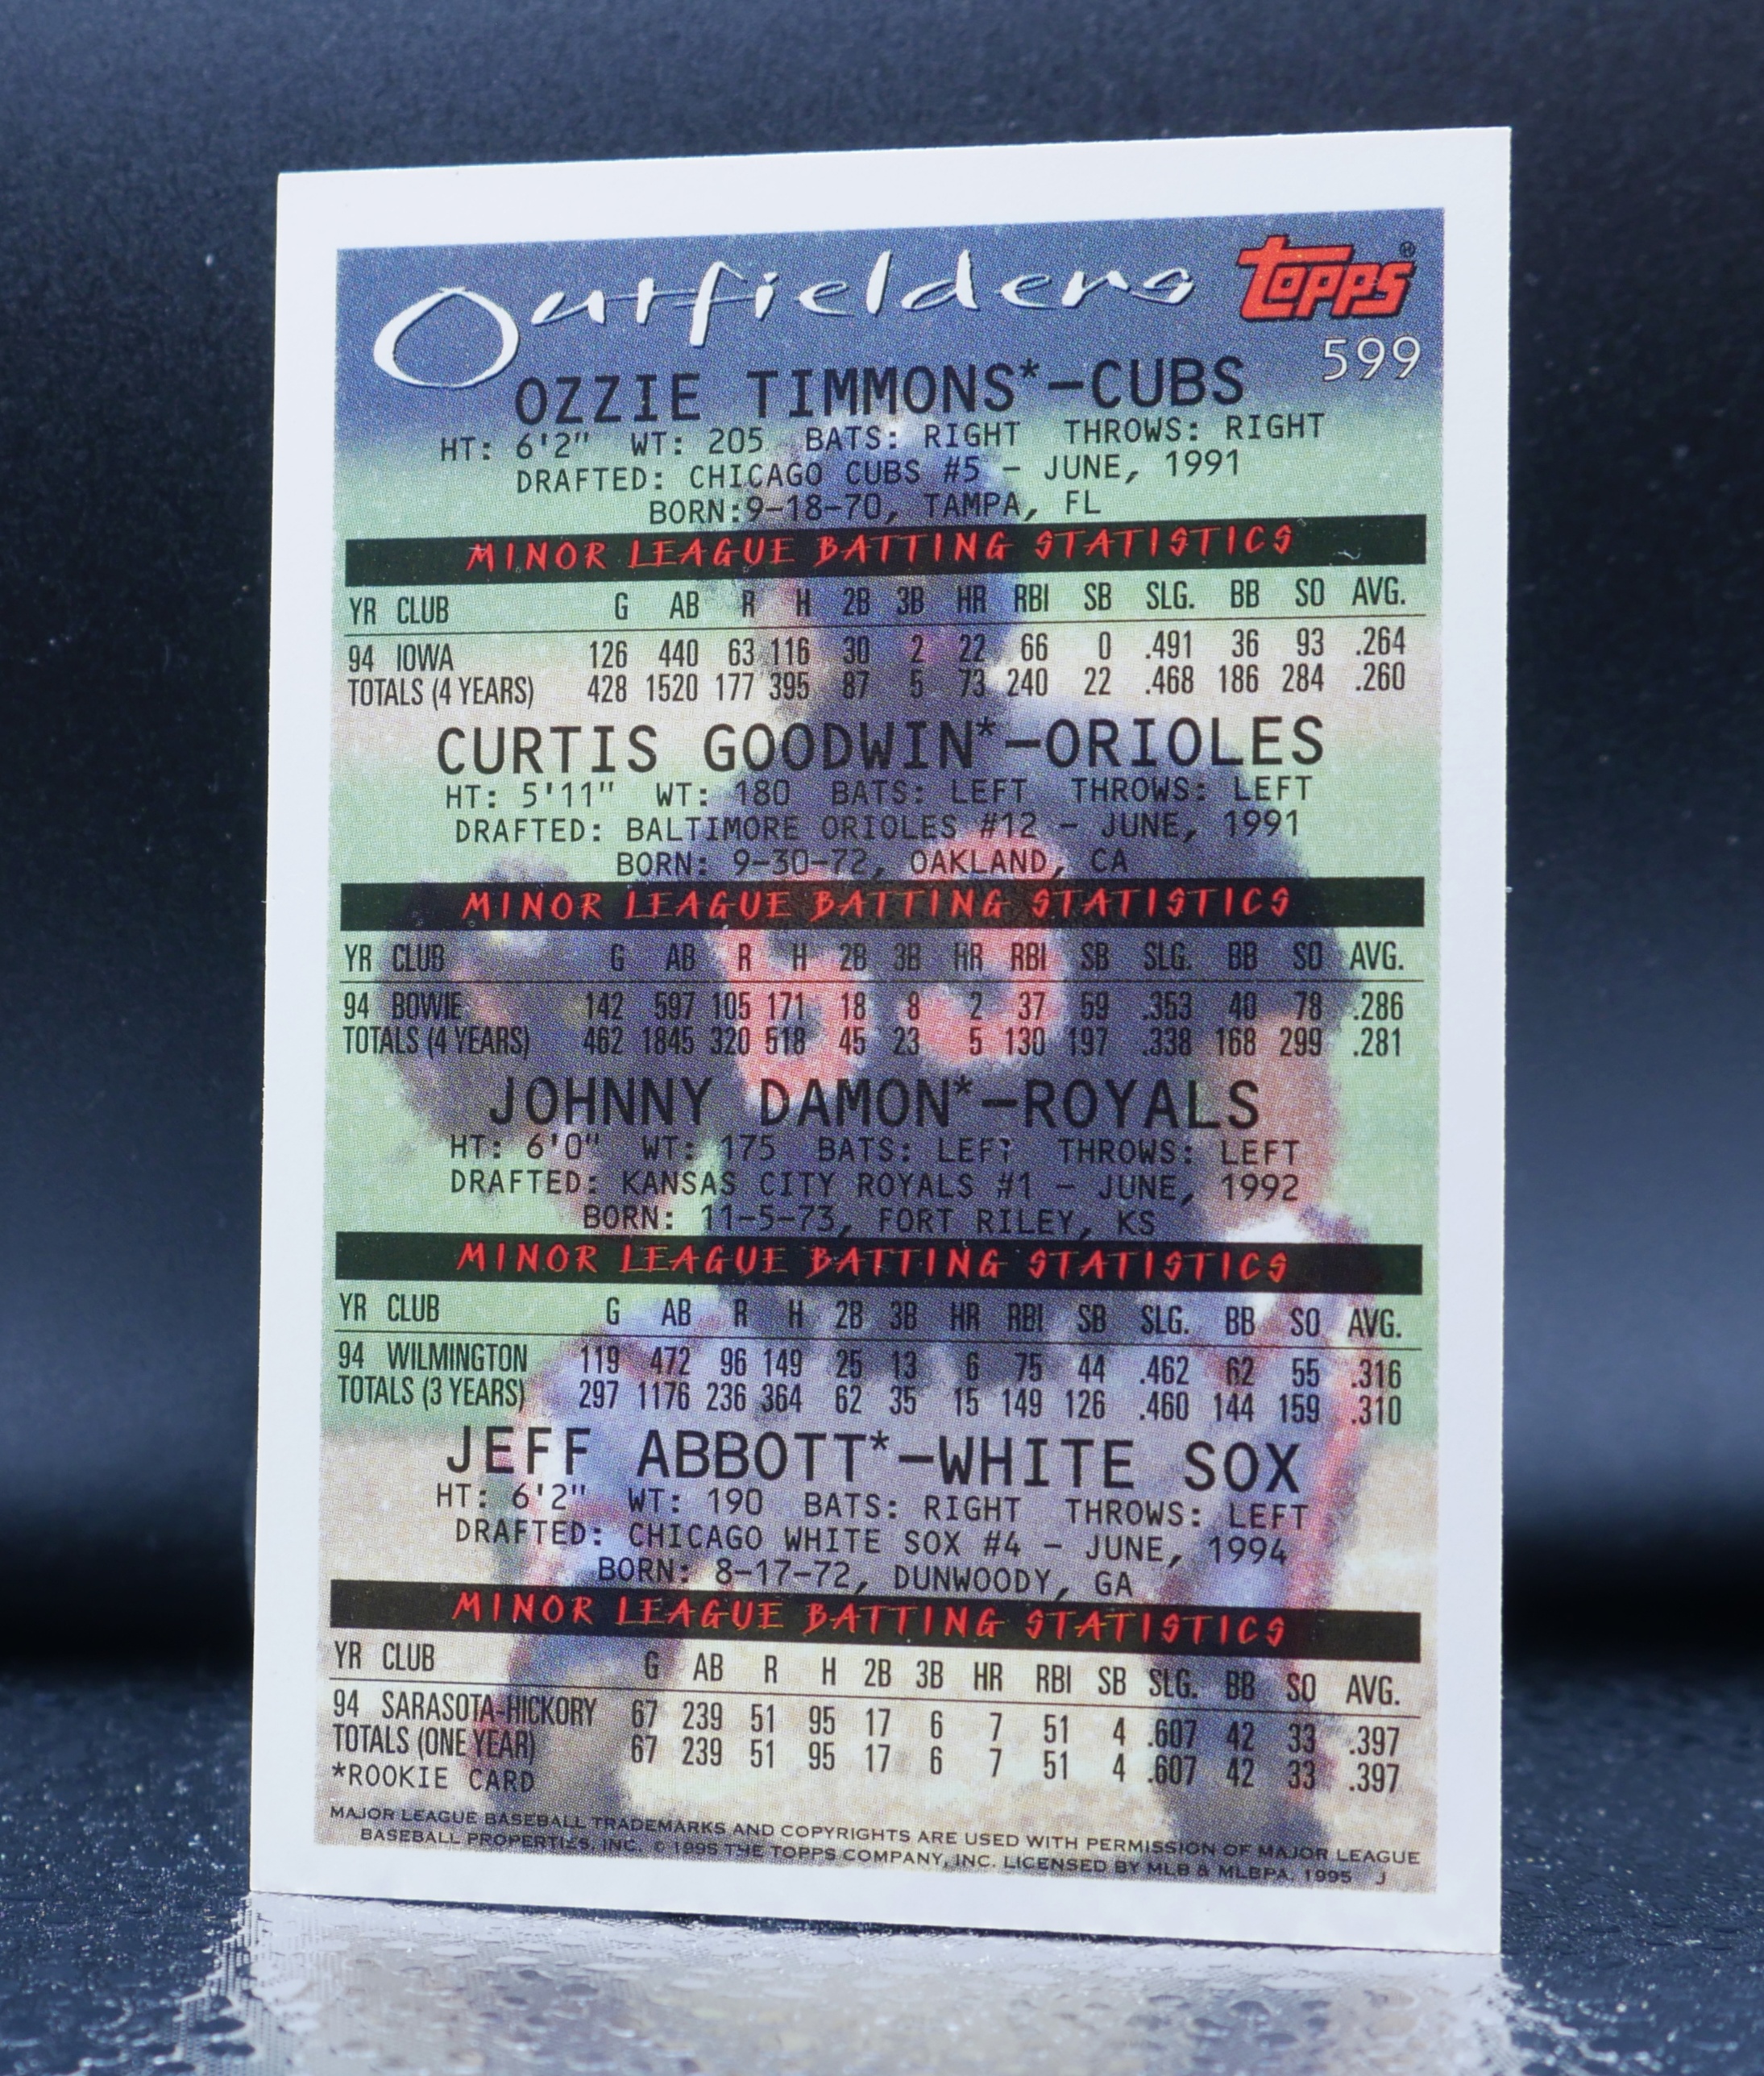 Outfielders
topps®
599
OZZIE TIMMONS*-CUBS
HT: 6'2" WT: 205 BATS: RIGHT THROWS: RIGHT
DRAFTED: CHICAGO CUBS #5 - JUNE, 1991
BORN:9-18-70, TAMPA, FL
MINOR LEAGUE BATTING STATISTICS
YR CLUB G AB R H 2B 3B HR RBI SB SLG. BB SO AVG.
94 IOWA 126 440 63 116 30 2 22 66 0 .491 36 93 .264
TOTALS (4 YEARS) 428 1520 177 395 87 5 73 240 22 .468 186 284 .260
CURTIS GOODWIN*-ORIOLES
HT: 5'11" WT: 180 BATS: LEFT THROWS: LEFT
DRAFTED: BALTIMORE ORIOLES #12 - JUNE, 1991
BORN: 9-30-72, OAKLAND, CA
MINOR LEAGUE BATTING STATISTICS
YR CLUB G AB R H 2B 3B HR RBI SB SLG. BB SO AVG.
94 BOWIE 142 597 105 171 18 8 2 37 59 .353 40 78 .286
TOTALS (4 YEARS) 462 1845 320 518 45 23 5 130 197 .338 168 299 .281
JOHNNY DAMON*-ROYALS
HT: 6'0" WT: 175 BATS: LEFT THROWS: LEFT
DRAFTED: KANSAS CITY ROYALS #1 - JUNE, 1992
BORN: 11-5-73, FORT RILEY, KS
MINOR LEAGUE BATTING STATISTICS
YR CLUB G AB R H 2B 3B HR RBI SB SLG. BB SO AVG.
94 WILMINGTON 119 472 96 149 25 13 6 75 44 .462 62 55 .316
TOTALS (3 YEARS) 297 1176 236 364 62 35 15 149 126 .460 144 159 .310
JEFF ABBOTT*-WHITE SOX
HT: 6'2" WT: 190 BATS: RIGHT THROWS: LEFT
DRAFTED: CHICAGO WHITE SOX #4 - JUNE, 1994
BORN: 8-17-72, DUNWOODY, GA
MINOR LEAGUE BATTING STATISTICS
YR CLUB G AB R H 2B 3B HR RBI SB SLG. BB SO AVG.
94 SARASOTA-HICKORY 67 239 51 95 17 6 7 51 4 .607 42 33 .397
TOTALS (ONE YEAR) 67 239 51 95 17 6 7 51 4 .607 42 33 .397
*ROOKIE CARD
MAJOR LEAGUE BASEBALL TRADEMARKS AND COPYRIGHTS ARE USED WITH PERMISSION OF MAJOR LEAGUE
BASEBALL PROPERTIES, INC. © 1995 THE TOPPS COMPANY, INC. LICENSED BY MLB & MLBPA, 1995 J